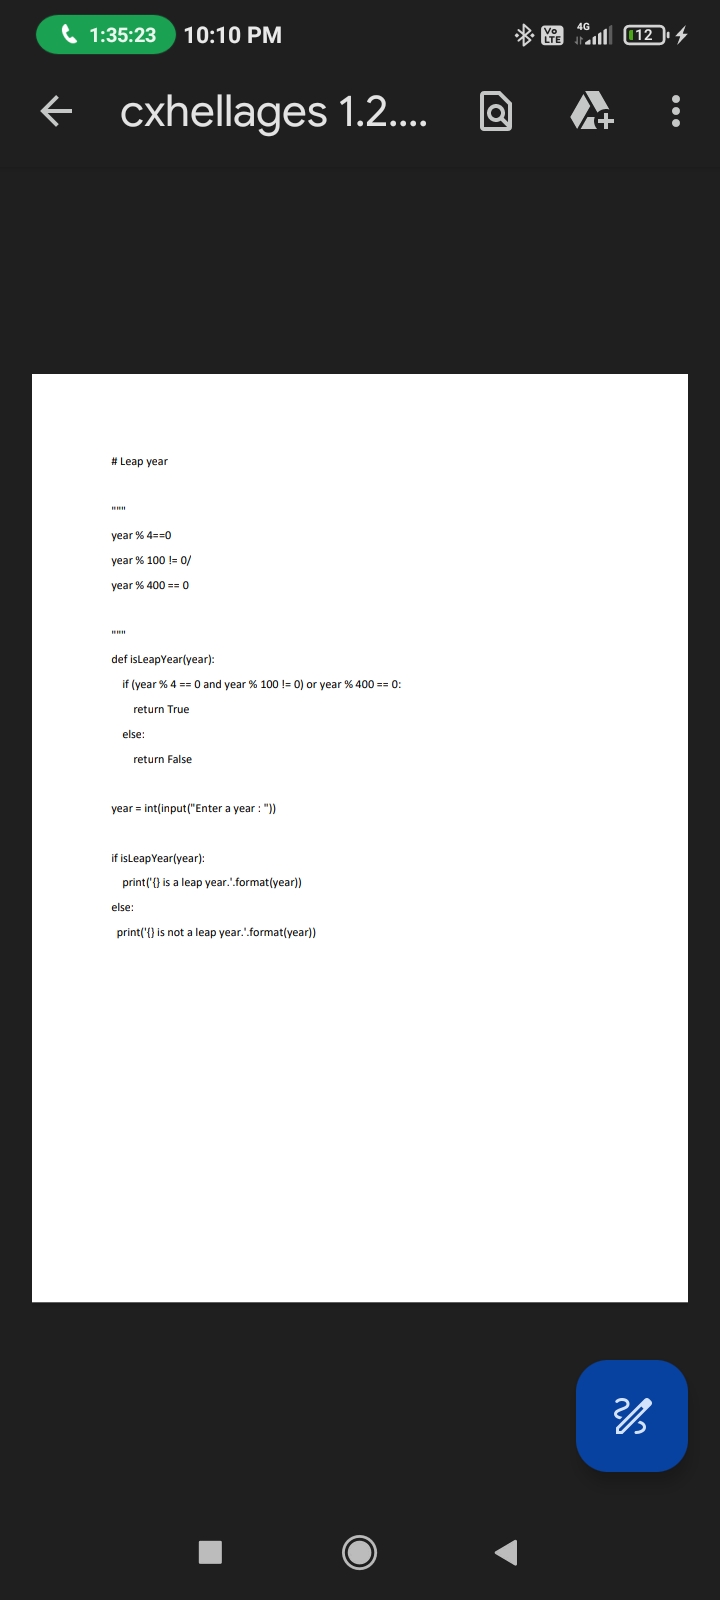 1:35:23 10:10 PM Vo LTE 4G 12
cxhellages 1.2....
# Leap year
"""
year % 4==0
year % 100 != 0/
year % 400 == 0
"""
def isLeapYear(year):
if (year % 4 == 0 and year % 100 != 0) or year % 400 == 0:
return True
else:
return False
year = int(input("Enter a year : "))
if isLeapYear(year):
print('{} is a leap year.'.format(year))
else:
print('{} is not a leap year.'.format(year))